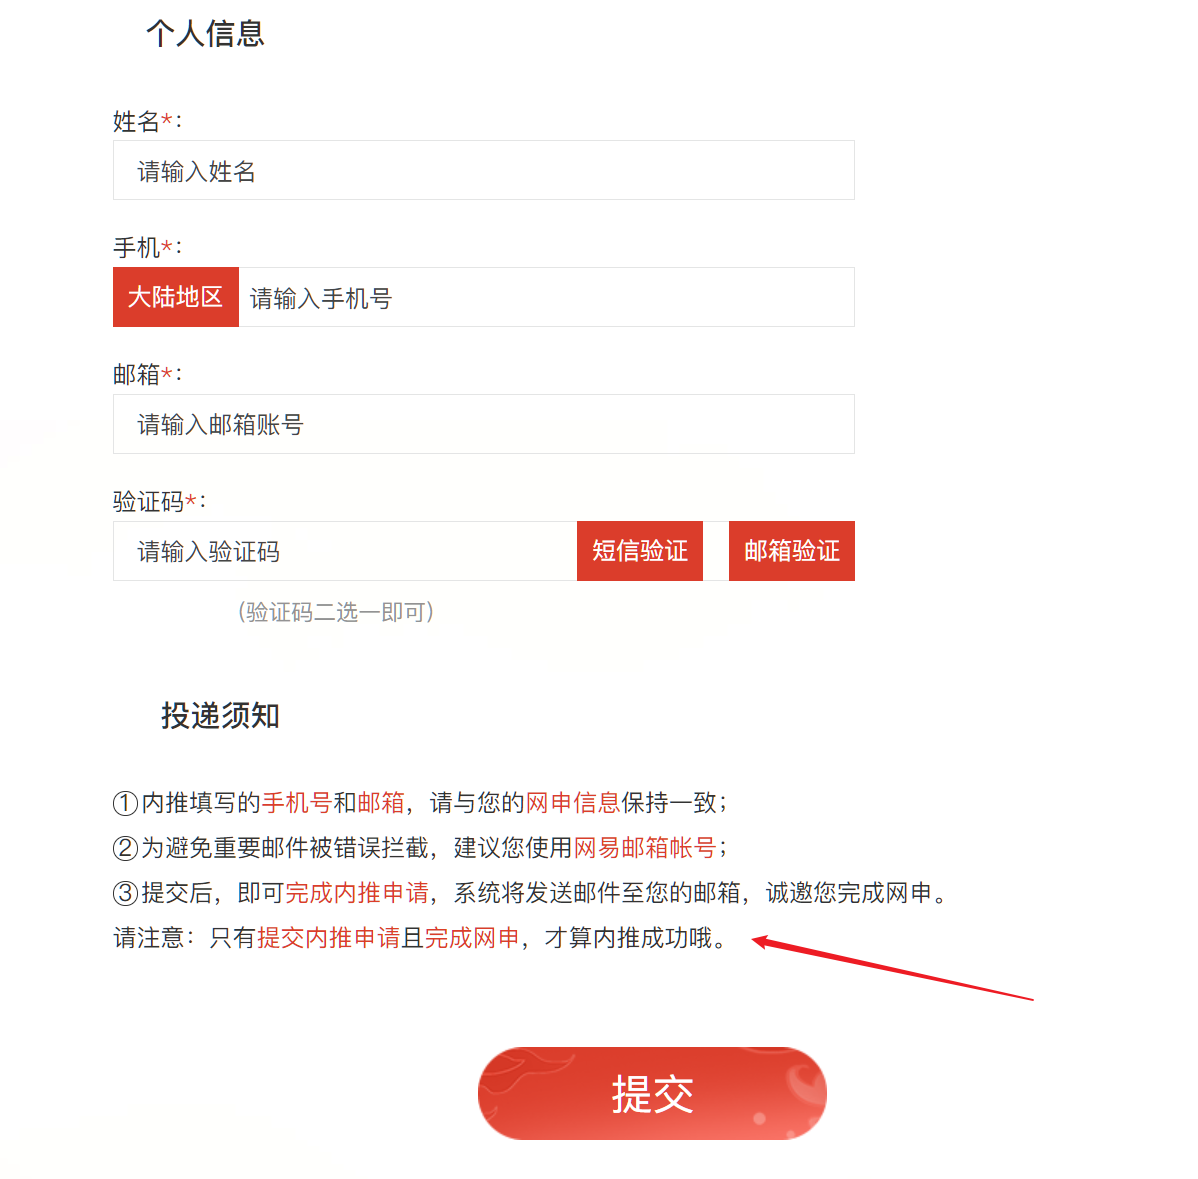 个人信息
姓名*：
请输入姓名
手机*：
大陆地区 请输入手机号
邮箱*：
请输入邮箱账号
验证码*：
请输入验证码 短信验证 邮箱验证
(验证码二选一即可)
投递须知
①内推填写的手机号和邮箱，请与您的网申信息保持一致；
②为避免重要邮件被错误拦截，建议您使用网易邮箱帐号；
③提交后，即可完成内推申请，系统将发送邮件至您的邮箱，诚邀您完成网申。
请注意：只有提交内推申请且完成网申，才算内推成功哦。
提交